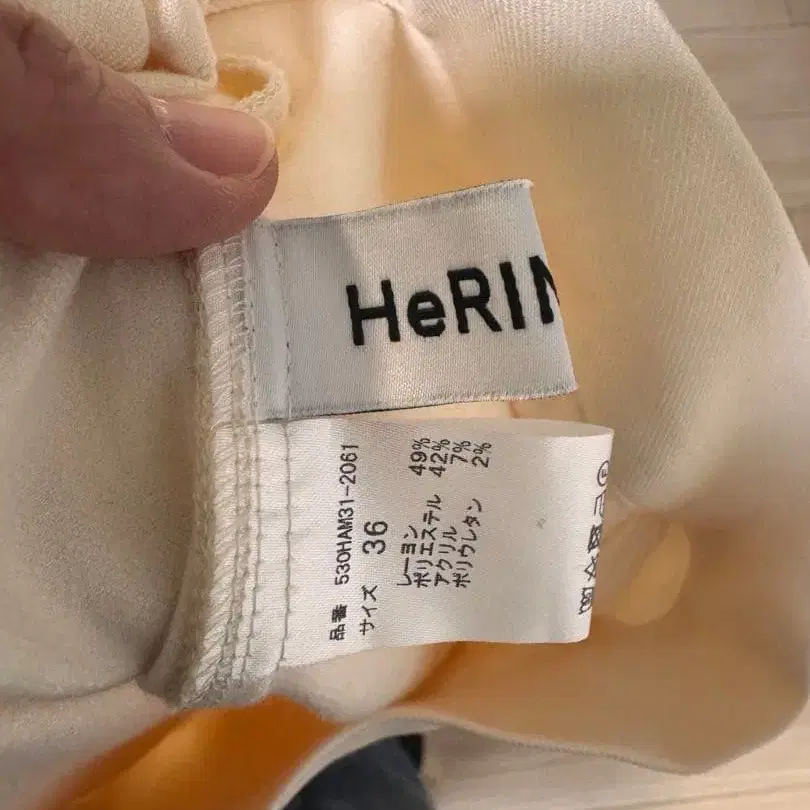 HeRIN
品番 530HAM31-2061
サイズ 36
レーヨン 49%
ポリエステル 42%
アクリル 7%
ポリウレタン 2%